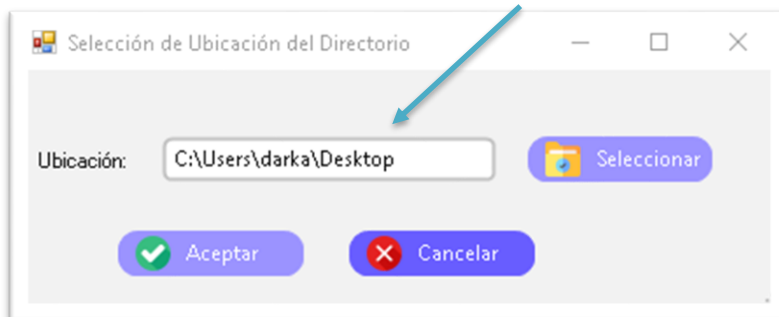 Selección de Ubicación del Directorio
Ubicación: C:\Users\darka\Desktop Seleccionar
Aceptar Cancelar